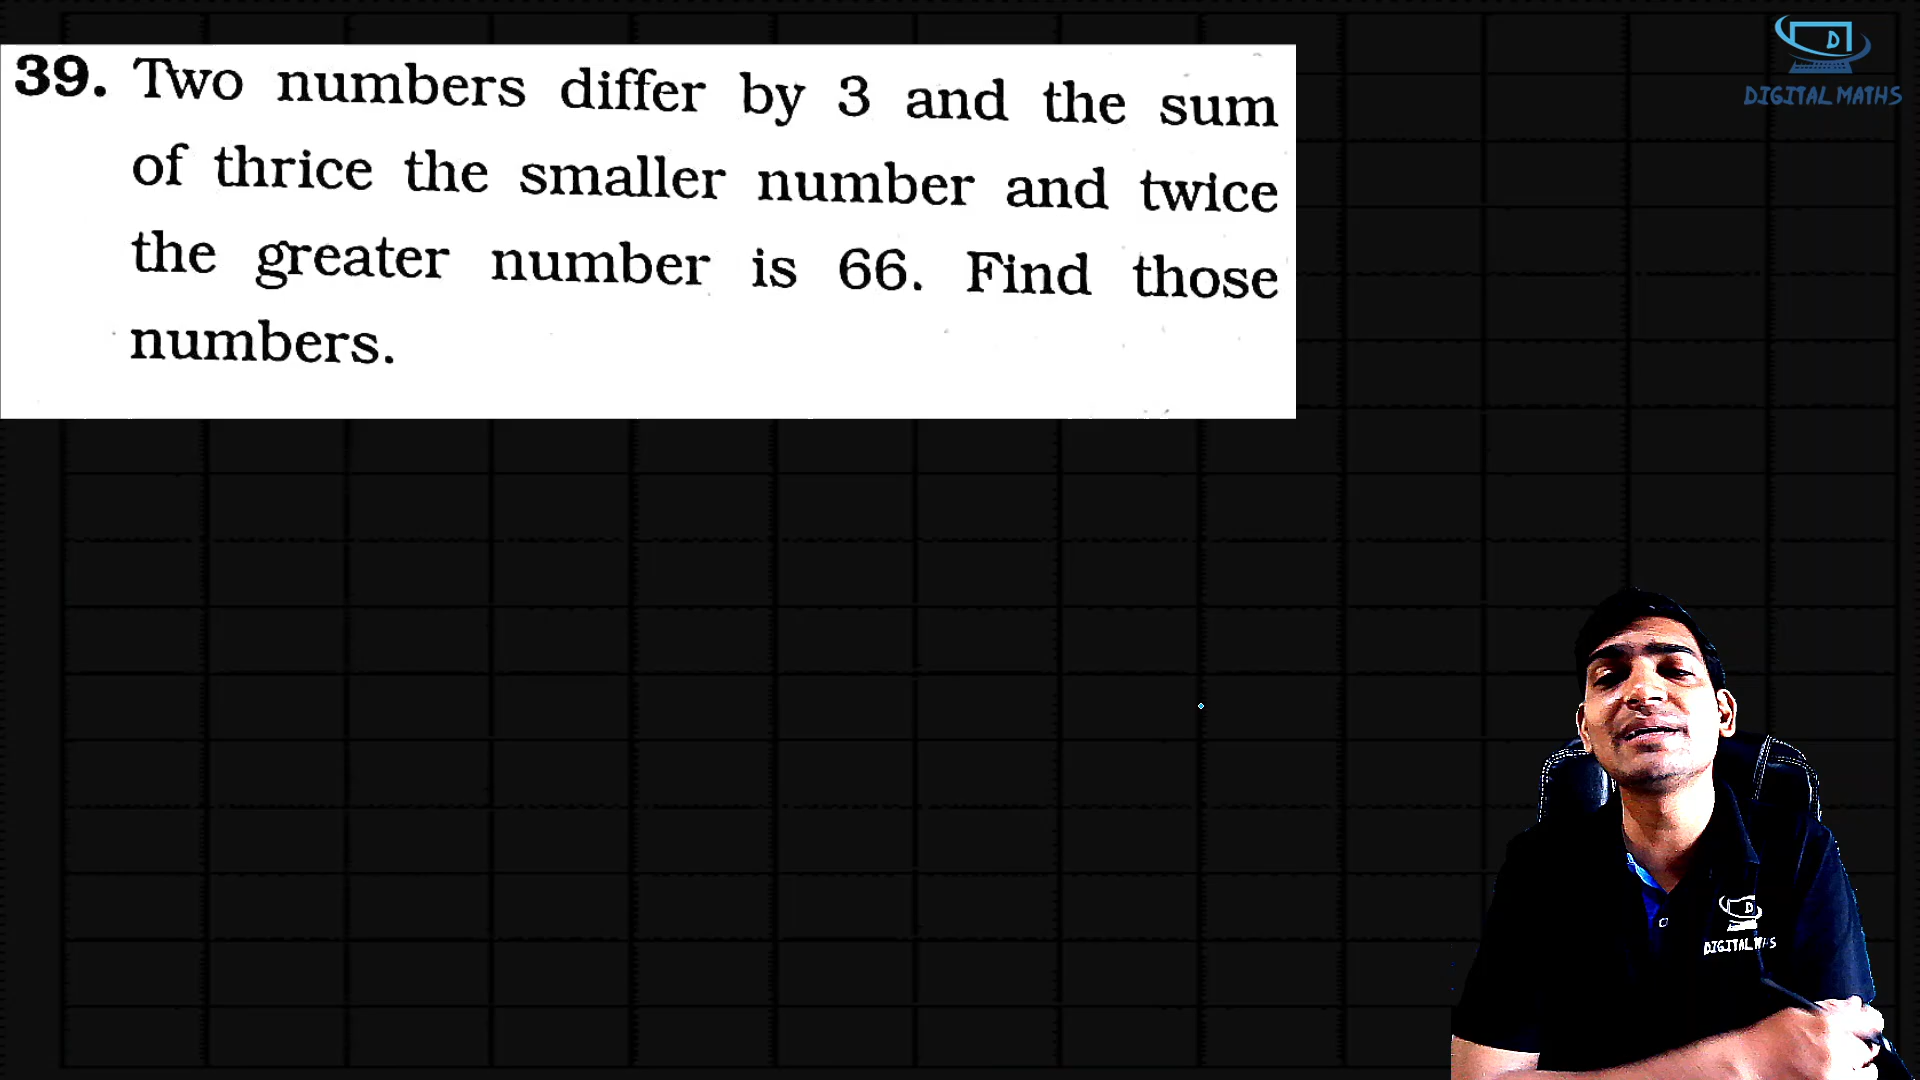 39. Two numbers differ by 3 and the sum
of thrice the smaller number and twice
the greater number is 66. Find those
numbers.
D
DIGITAL MATHS
D